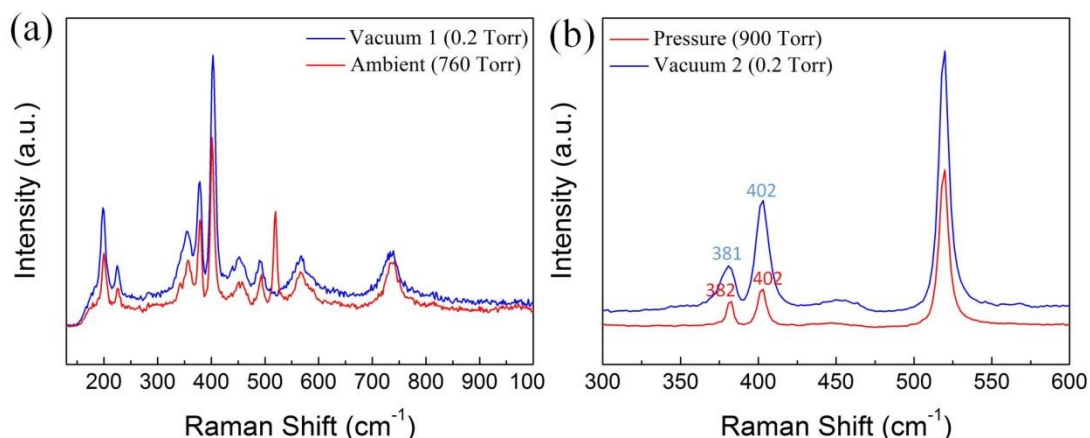 (a)
Vacuum 1 (0.2 Torr)
Ambient (760 Torr)
Intensity (a.u.)
200 300 400 500 600 700 800 900 100
Raman Shift (cm⁻¹)
(b)
Pressure (900 Torr)
Vacuum 2 (0.2 Torr)
Intensity (a.u.)
402
381
382
402
300 350 400 450 500 550 600
Raman Shift (cm⁻¹)